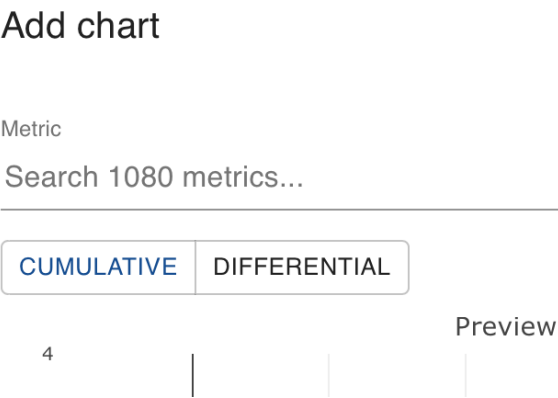 Add chart
Metric
Search 1080 metrics...
CUMULATIVE DIFFERENTIAL
Preview
4